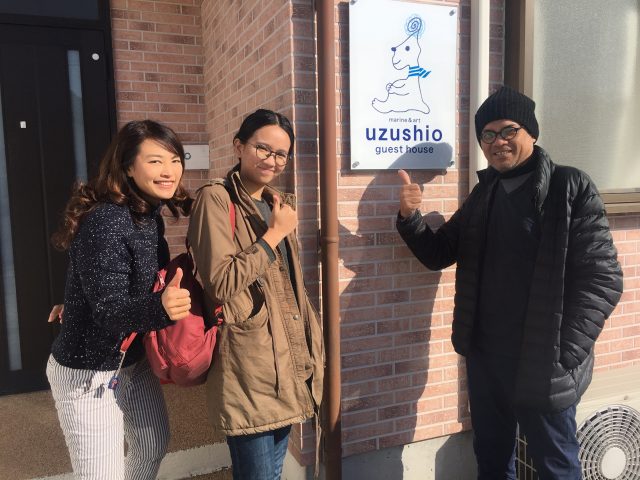 marine & art
uzushio
guest house